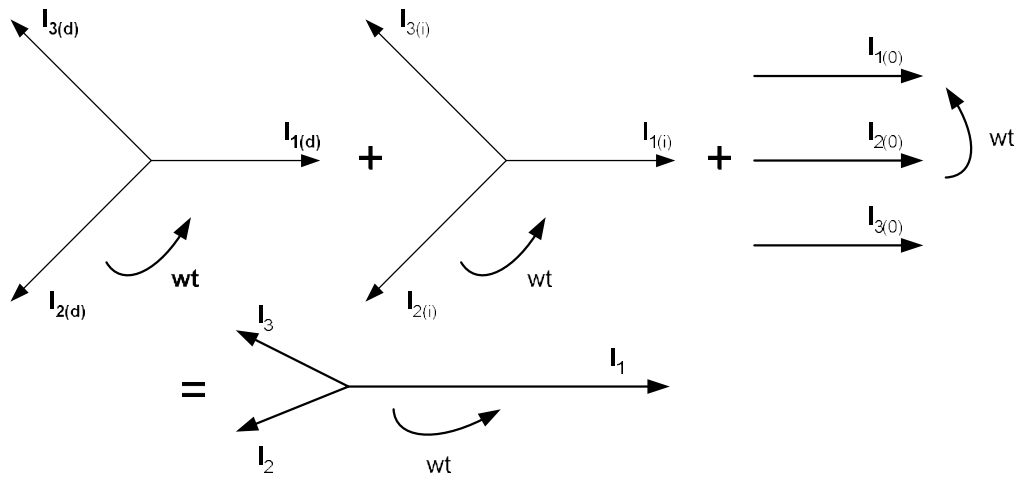 I3(d)
I1(d)
wt
I2(d)
+
I3(i)
I1(i)
wt
I2(i)
+
I1(0)
I2(0)
wt
I3(0)
=
I3
I1
wt
I2